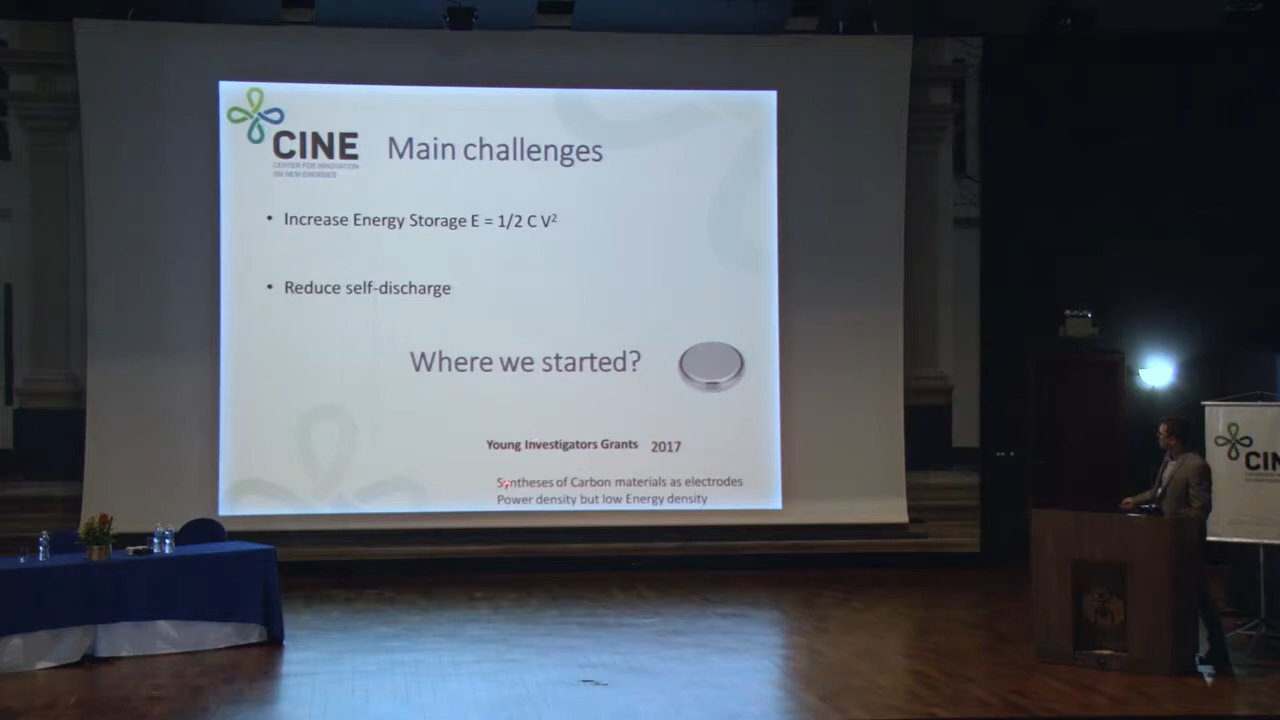 CINE
CENTER FOR INNOVATION
ON NEW ENERGIES
Main challenges
• Increase Energy Storage E = 1/2 C V²
• Reduce self-discharge
Where we started?
Young Investigators Grants 2017
Syntheses of Carbon materials as electrodes
Power density but low Energy density
CIN